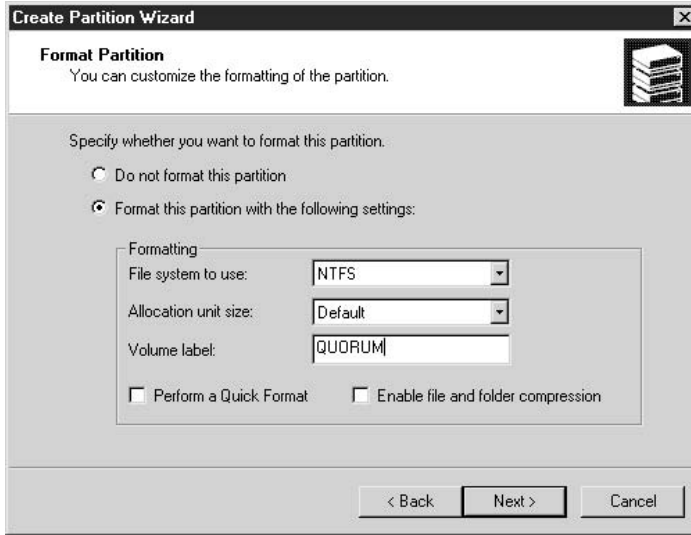 Create Partition Wizard
Format Partition
You can customize the formatting of the partition.
Specify whether you want to format this partition.
Do not format this partition
Format this partition with the following settings:
Formatting
File system to use: NTFS
Allocation unit size: Default
Volume label: QUORUM
Perform a Quick Format Enable file and folder compression
< Back Next > Cancel